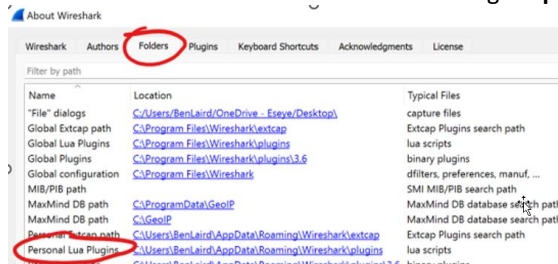 About Wireshark
Wireshark Authors Folders Plugins Keyboard Shortcuts Acknowledgments License
Filter by path
Name Location Typical Files
"File" dialogs C:/Users/BenLaird/OneDrive - Eseye/Desktop\ capture files
Global Extcap path C:\Program Files\Wireshark\extcap Extcap Plugins search path
Global Lua Plugins C:\Program Files\Wireshark\plugins lua scripts
Global Plugins C:\Program Files\Wireshark\plugins\3.6 binary plugins
Global configuration C:\Program Files\Wireshark dfilters, preferences, manuf, ...
MIB/PIB path SMI MIB/PIB search path
MaxMind DB path C:\ProgramData\GeoIP MaxMind DB database search path
MaxMind DB path C:\GeoIP MaxMind DB database search path
Personal Extcap path C:\Users\BenLaird\AppData\Roaming\Wireshark\extcap Extcap Plugins search path
Personal Lua Plugins C:\Users\BenLaird\AppData\Roaming\Wireshark\plugins lua scripts